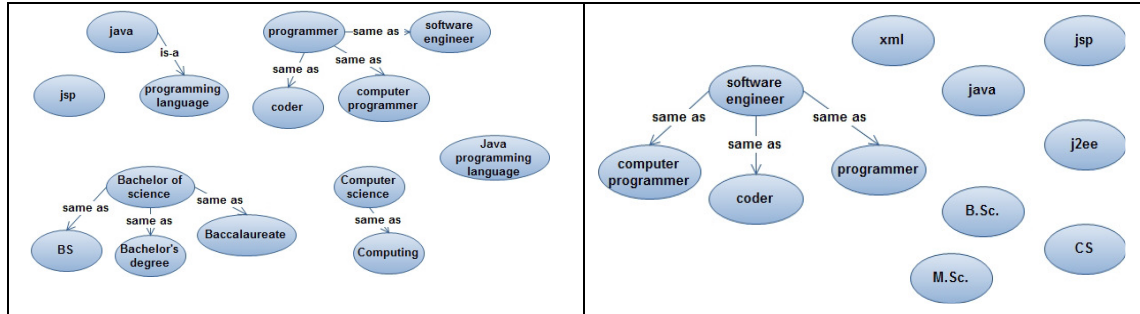 java
is-a
programming
language
jsp
programmer
same as
software
engineer
same as
same as
coder
computer
programmer
Java
programming
language
Bachelor of
science
same as
same as
same as
BS
Bachelor's
degree
Baccalaureate
Computer
science
same as
Computing
xml
jsp
java
software
engineer
same as
same as
same as
computer
programmer
coder
programmer
j2ee
B.Sc.
CS
M.Sc.